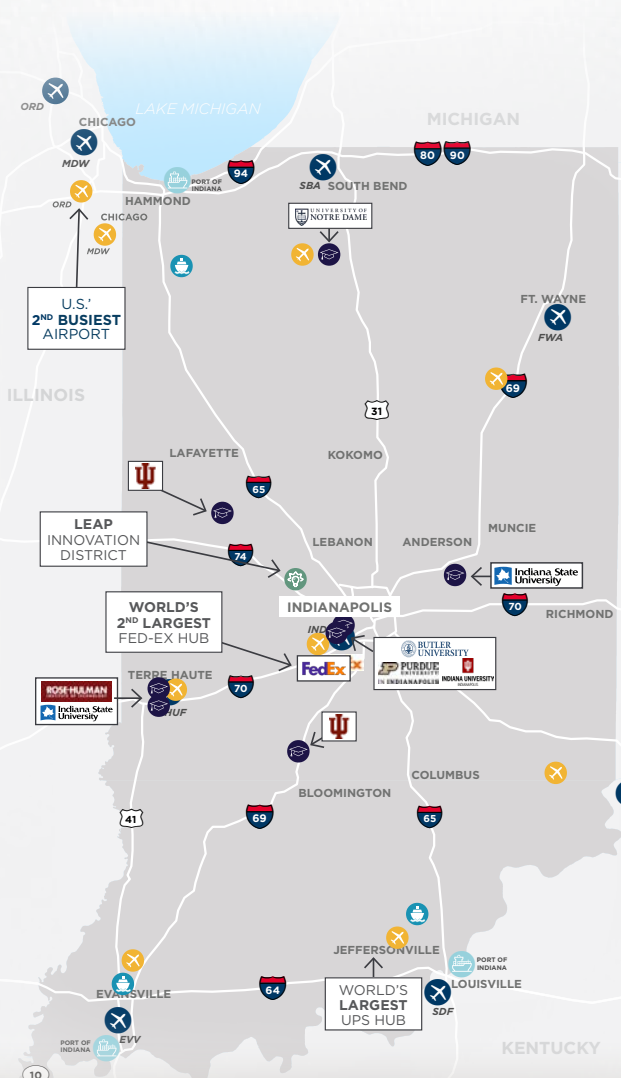 LAKE MICHIGAN
ORD
CHICAGO
MICHIGAN
MDW
80
90
94
PORT OF
INDIANA
SBA
SOUTH BEND
ORD
HAMMOND
CHICAGO
MDW
UNIVERSITY OF
NOTRE DAME
U.S.'
2ND BUSIEST
AIRPORT
FT. WAYNE
FWA
69
ILLINOIS
31
LAFAYETTE
KOKOMO
65
LEAP
INNOVATION
DISTRICT
MUNCIE
LEBANON
ANDERSON
74
Indiana State
University
WORLD'S
2ND LARGEST
FED-EX HUB
INDIANAPOLIS
70
RICHMOND
IND
BUTLER
UNIVERSITY
FedEx
x
PURDUE
UNIVERSITY
IN INDIANAPOLIS
INDIANA UNIVERSITY
INDIANAPOLIS
TERRE HAUTE
70
ROSE-HULMAN
INSTITUTE OF TECHNOLOGY
Indiana State
University
HUF
COLUMBUS
BLOOMINGTON
41
69
65
JEFFERSONVILLE
PORT OF
INDIANA
WORLD'S
LARGEST
UPS HUB
LOUISVILLE
SDF
64
EVANSVILLE
EVV
PORT OF
INDIANA
KENTUCKY
10